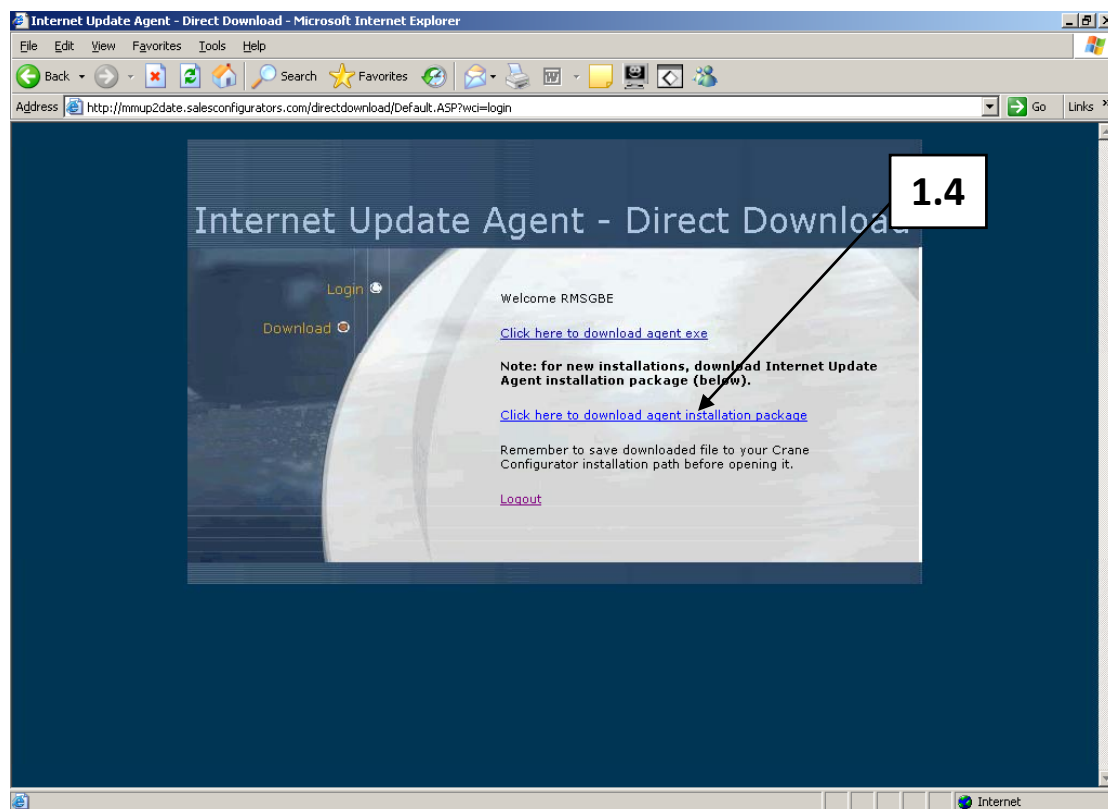 Internet Update Agent - Direct Download - Microsoft Internet Explorer
File Edit View Favorites Tools Help
Back Search Favorites
Address http://mmup2date.salesconfigurators.com/directdownload/Default.ASP?wci=login Go Links »
1.4
Internet Update Agent - Direct Download
Login
Welcome RMSGBE
Download
Click here to download agent exe
Note: for new installations, download Internet Update
Agent installation package (below).
Click here to download agent installation package
Remember to save downloaded file to your Crane
Configurator installation path before opening it.
Logout
Internet